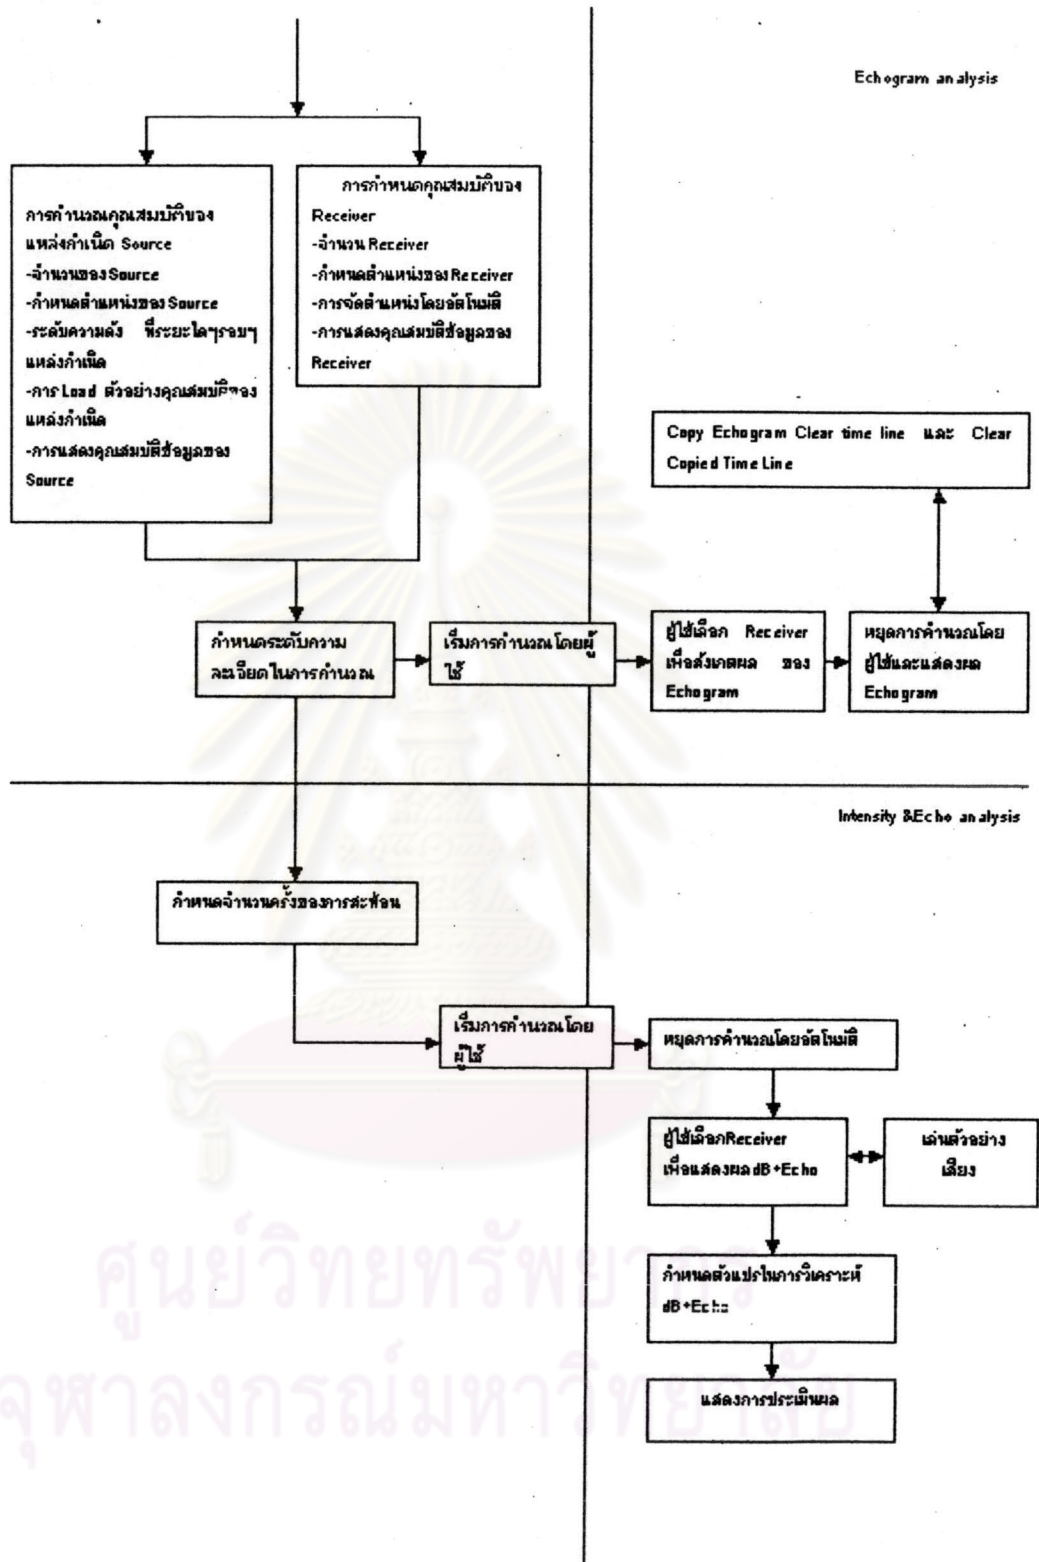 Echogram analysis
การคำนวณคุณสมบัติของ
แหล่งกำเนิด Source
-จำนวนของSource
-กำหนดตำแหน่งของSource
-ระดับความดัง ที่ระยะใดๆรอบๆ
แหล่งกำเนิด
-การ Load ตัวอย่างคุณสมบัติของ
แหล่งกำเนิด
-การแสดงคุณสมบัติข้อมูลของ
Source
การกำหนดคุณสมบัติของ
Receiver
-จำนวน Receiver
-กำหนดตำแหน่งของReceiver
-การจัดตำแหน่งโดยอัตโนมัติ
-การแสดงคุณสมบัติข้อมูลของ
Receiver
Copy Echogram Clear time line และ Clear
Copied Time Line
กำหนดระดับความ
ละเอียดในการคำนวณ
เริ่มการคำนวณโดยผู้
ใช้
ผู้ใช้เลือก Receiver
เพื่อสังเกตผล ของ
Echogram
หยุดการคำนวณโดย
ผู้ใช้และแสดงผล
Echogram
Intensity &Echo analysis
กำหนดจำนวนครั้งของการสะท้อน
เริ่มการคำนวณโดย
ผู้ใช้
หยุดการคำนวณโดยอัตโนมัติ
ผู้ใช้เลือกReceiver
เพื่อแสดงผลdB+Echo
เล่นตัวอย่าง
เสียง
กำหนดตัวแปรในการวิเคราะห์
dB+Echo
แสดงการประเมินผล
ศูนย์วิทยทรัพยากร
จุฬาลงกรณ์มหาวิทยาลัย